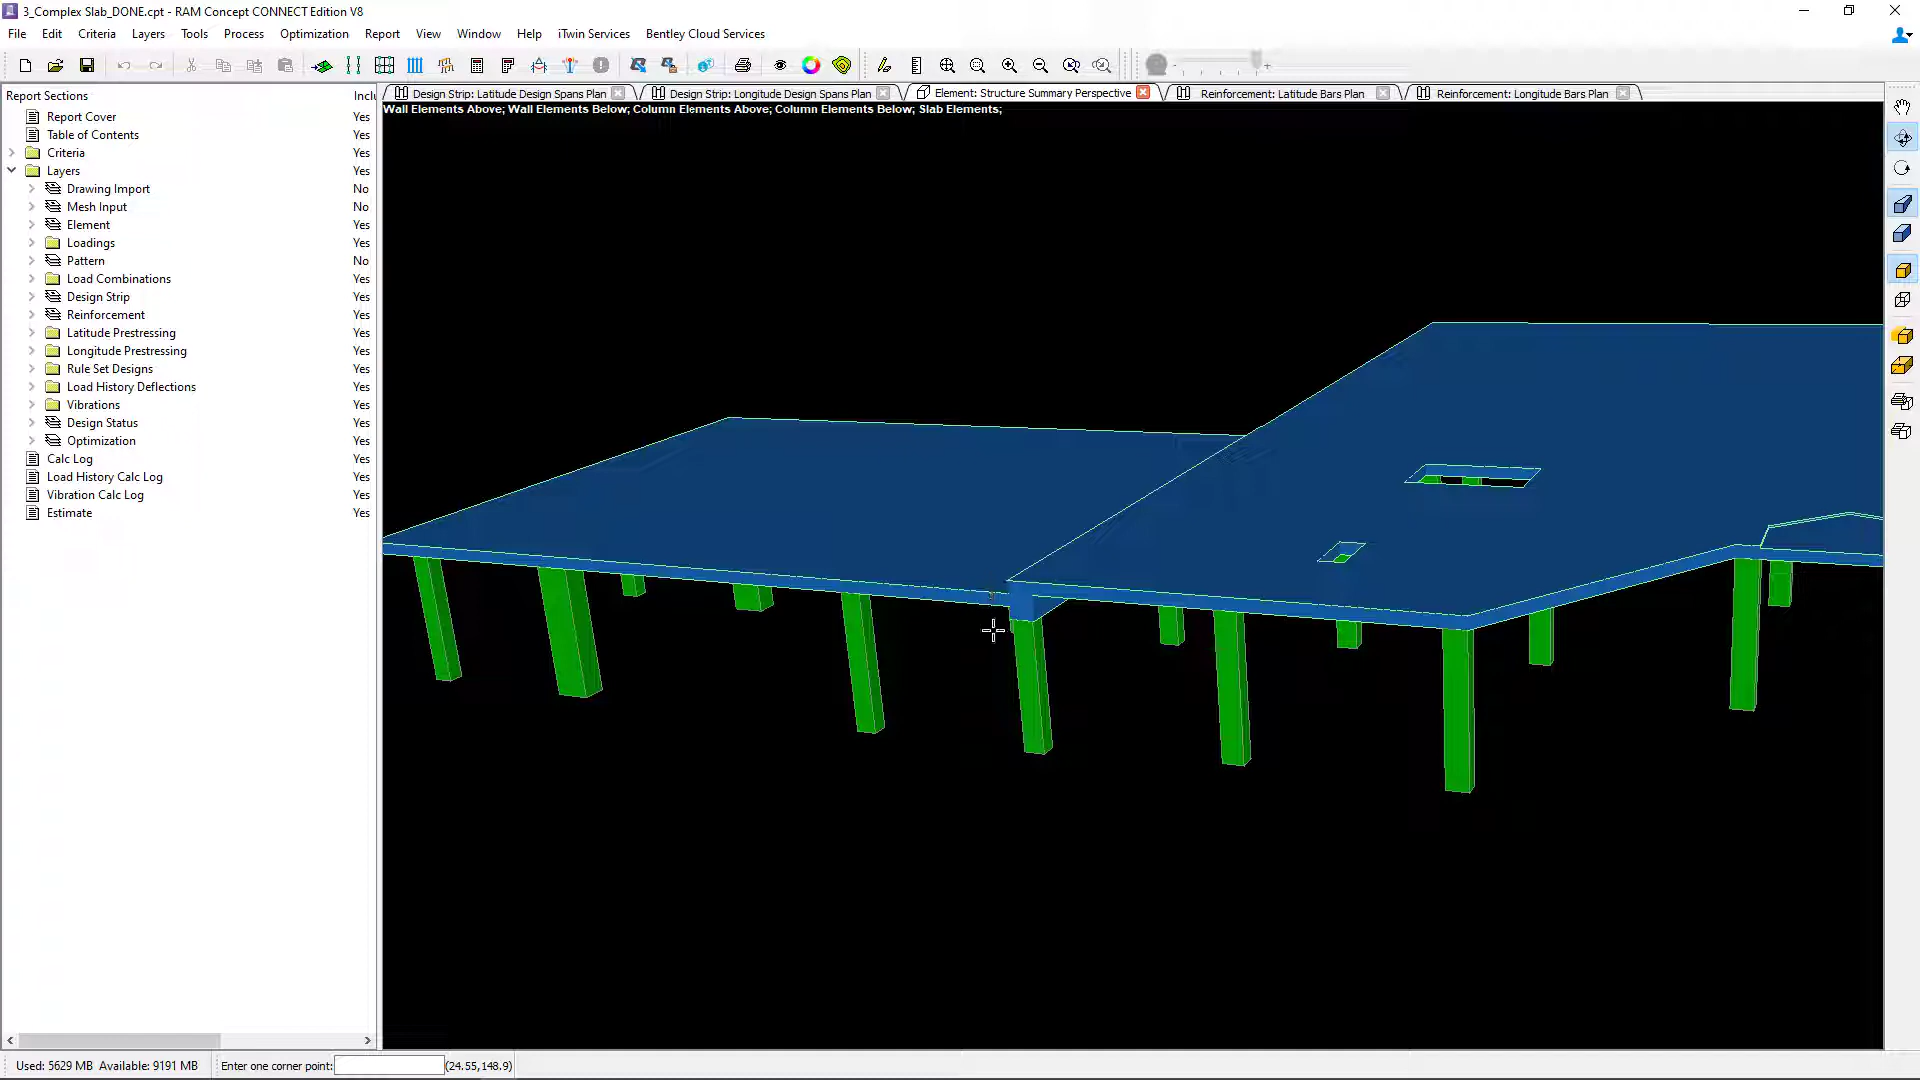 3_Complex Slab_DONE.cpt - RAM Concept CONNECT Edition V8
File Edit Criteria Layers Tools Process Optimization Report View Window Help iTwin Services Bentley Cloud Services
Report Sections Inclu
Design Strip: Latitude Design Spans Plan Design Strip: Longitude Design Spans Plan Element: Structure Summary Perspective Reinforcement: Latitude Bars Plan Reinforcement: Longitude Bars Plan
Wall Elements Above; Wall Elements Below; Column Elements Above; Column Elements Below; Slab Elements;
Report Cover Yes
Table of Contents Yes
Criteria Yes
Layers Yes
Drawing Import No
Mesh Input No
Element Yes
Loadings Yes
Pattern No
Load Combinations Yes
Design Strip Yes
Reinforcement Yes
Latitude Prestressing Yes
Longitude Prestressing Yes
Rule Set Designs Yes
Load History Deflections Yes
Vibrations Yes
Design Status Yes
Optimization Yes
Calc Log Yes
Load History Calc Log Yes
Vibration Calc Log Yes
Estimate Yes
Used: 5629 MB Available: 9191 MB Enter one corner point: (24.55,148.9)